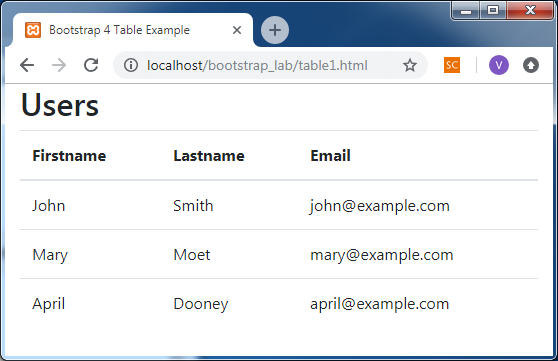 Bootstrap 4 Table Example
localhost/bootstrap_lab/table1.html
SC
V
Users
Firstname Lastname Email
John Smith john@example.com
Mary Moet mary@example.com
April Dooney april@example.com